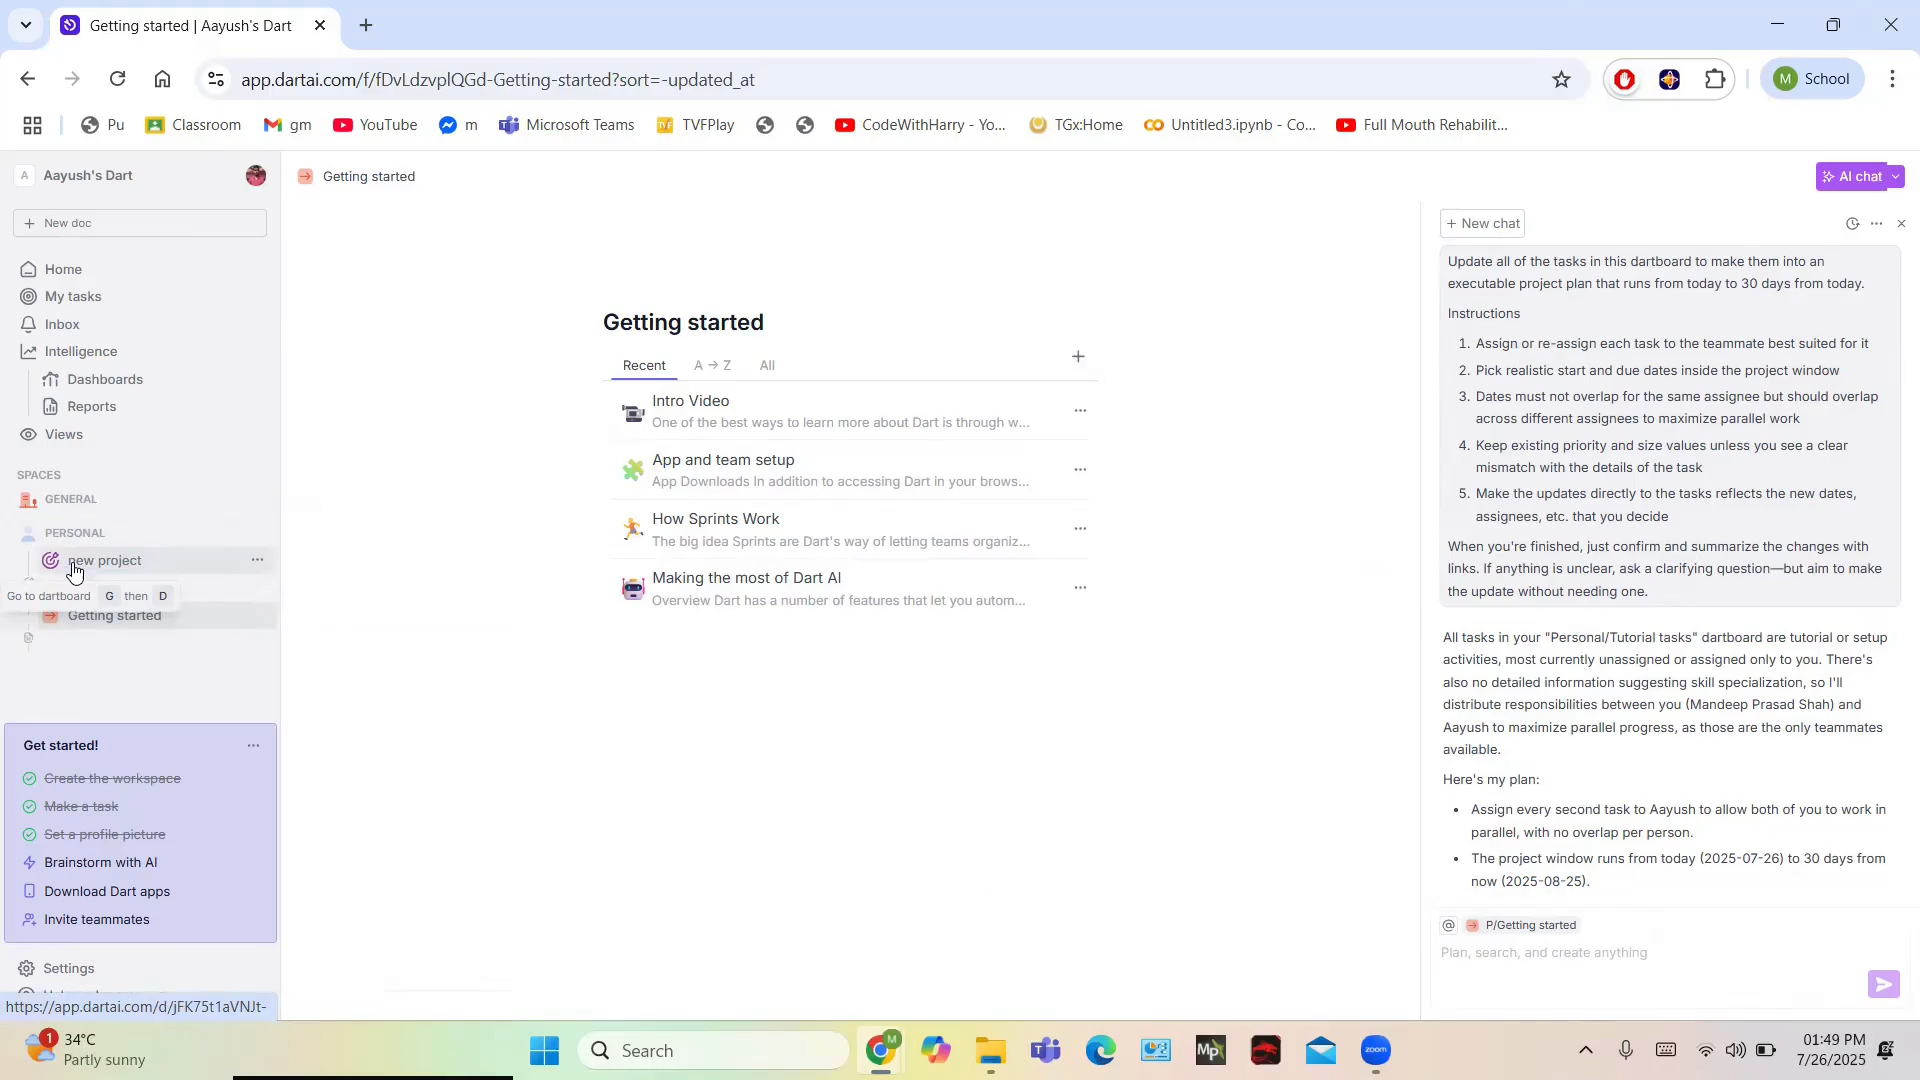 Getting started | Aayush's Dart
app.dartai.com/f/fDvLdzvplQGd-Getting-started?sort=-updated_at
M School
Pu
Classroom
gm
YouTube
m
Microsoft Teams
TVFPlay
CodeWithHarry - Yo...
TGx:Home
Untitled3.ipynb - Co...
Full Mouth Rehabilit...
A Aayush's Dart
Getting started
AI chat
+ New doc
+ New chat
Home
My tasks
Inbox
Intelligence
Dashboards
Reports
Views
SPACES
GENERAL
PERSONAL
new project
Go to dartboard G then D
Getting started
Get started!
Create the workspace
Make a task
Set a profile picture
Brainstorm with AI
Download Dart apps
Invite teammates
Settings
https://app.dartai.com/d/jFK75t1aVNJt-
Getting started
Recent A → Z All
Intro Video
One of the best ways to learn more about Dart is through w...
App and team setup
App Downloads In addition to accessing Dart in your brows...
How Sprints Work
The big idea Sprints are Dart's way of letting teams organiz...
Making the most of Dart AI
Overview Dart has a number of features that let you autom...
Update all of the tasks in this dartboard to make them into an
executable project plan that runs from today to 30 days from today.
Instructions
1. Assign or re-assign each task to the teammate best suited for it
2. Pick realistic start and due dates inside the project window
3. Dates must not overlap for the same assignee but should overlap
across different assignees to maximize parallel work
4. Keep existing priority and size values unless you see a clear
mismatch with the details of the task
5. Make the updates directly to the tasks reflects the new dates,
assignees, etc. that you decide
When you're finished, just confirm and summarize the changes with
links. If anything is unclear, ask a clarifying question—but aim to make
the update without needing one.
All tasks in your "Personal/Tutorial tasks" dartboard are tutorial or setup
activities, most currently unassigned or assigned only to you. There's
also no detailed information suggesting skill specialization, so I'll
distribute responsibilities between you (Mandeep Prasad Shah) and
Aayush to maximize parallel progress, as those are the only teammates
available.
Here's my plan:
• Assign every second task to Aayush to allow both of you to work in
parallel, with no overlap per person.
• The project window runs from today (2025-07-26) to 30 days from
now (2025-08-25).
@ P/Getting started
Plan, search, and create anything
1
34°C
Partly sunny
Search
M
Mp
zoom
01:49 PM
7/26/2025